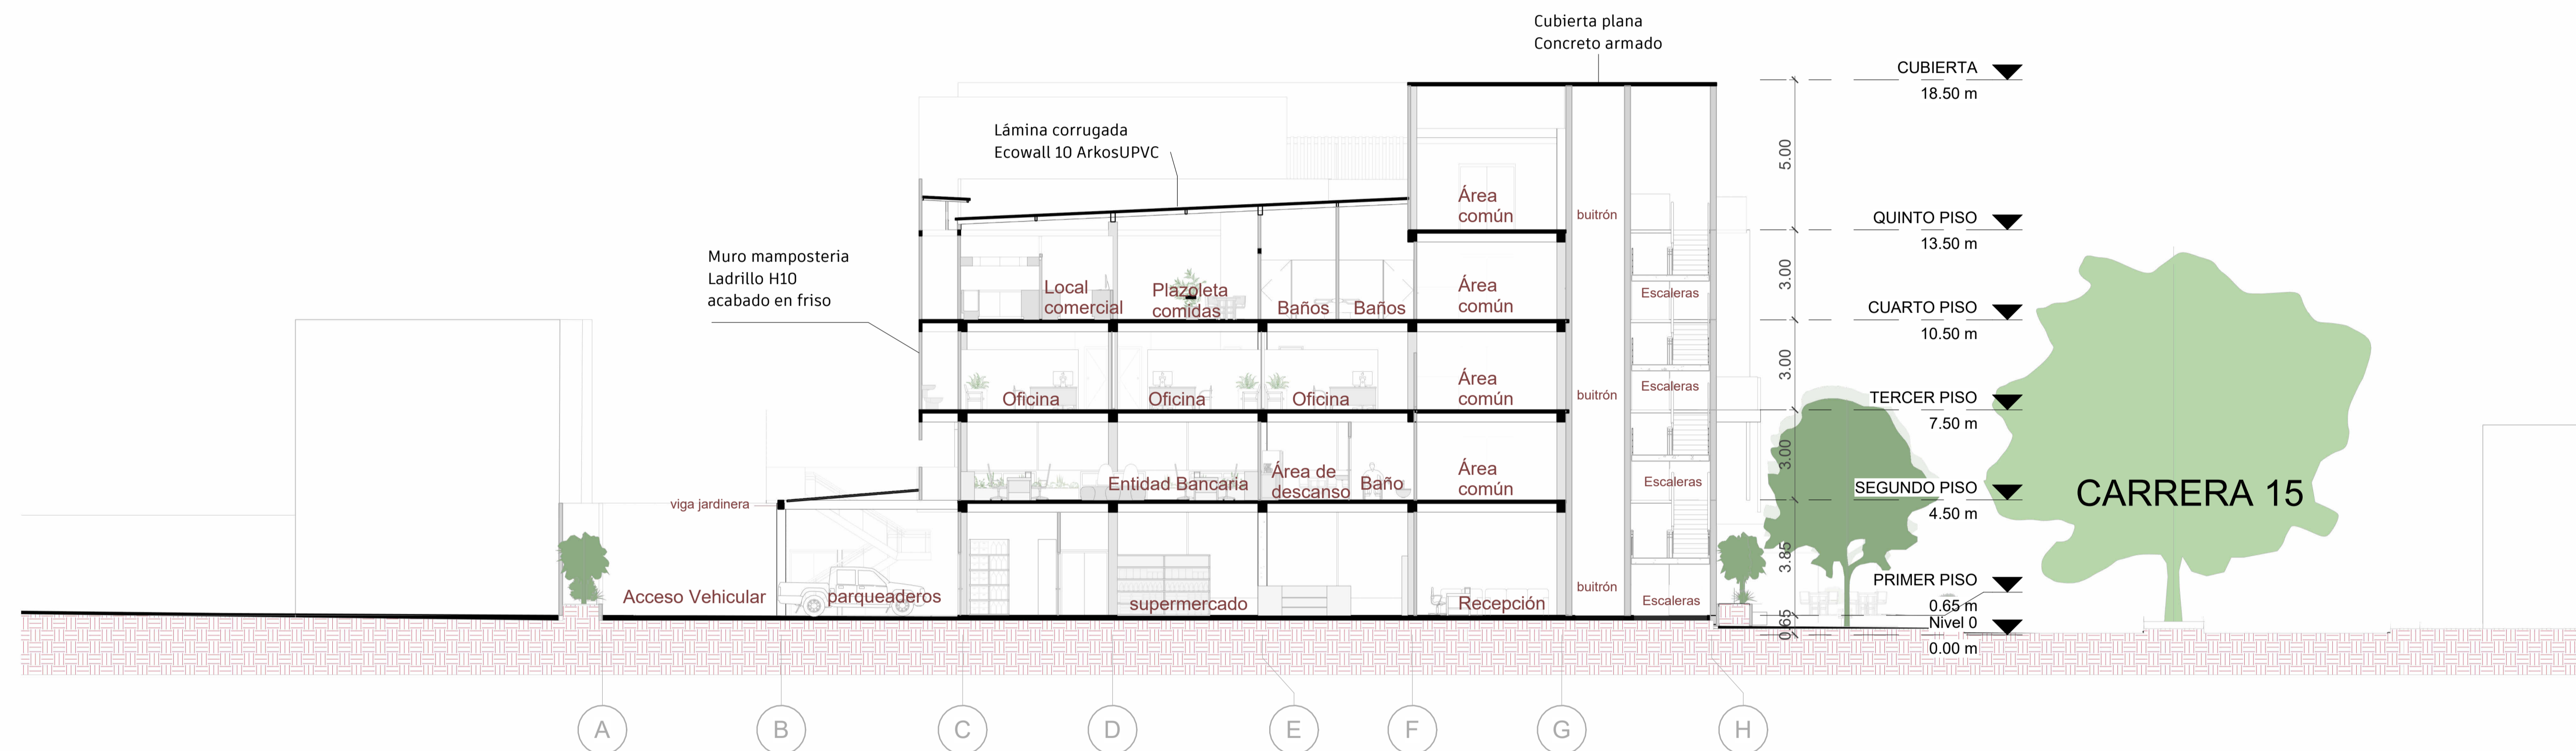 Cubierta plana
Concreto armado
CUBIERTA
18.50 m
Lámina corrugada
Ecowall 10 ArkosUPVC
5.00
Área
común
buitrón
QUINTO PISO
13.50 m
Muro mamposteria
Ladrillo H10
acabado en friso
Local
comercial
Plazoleta
comidas
Baños
Baños
Área
común
Escaleras
3.00
CUARTO PISO
10.50 m
Oficina
Oficina
Oficina
Área
común
buitrón
Escaleras
3.00
TERCER PISO
7.50 m
Entidad Bancaria
Área de
descanso
Baño
Área
común
Escaleras
3.00
SEGUNDO PISO
4.50 m
CARRERA 15
viga jardinera
Acceso Vehicular
parqueaderos
supermercado
Recepción
buitrón
Escaleras
3.85
PRIMER PISO
0.65 m
Nivel 0
0.00 m
0.65
A
B
C
D
E
F
G
H